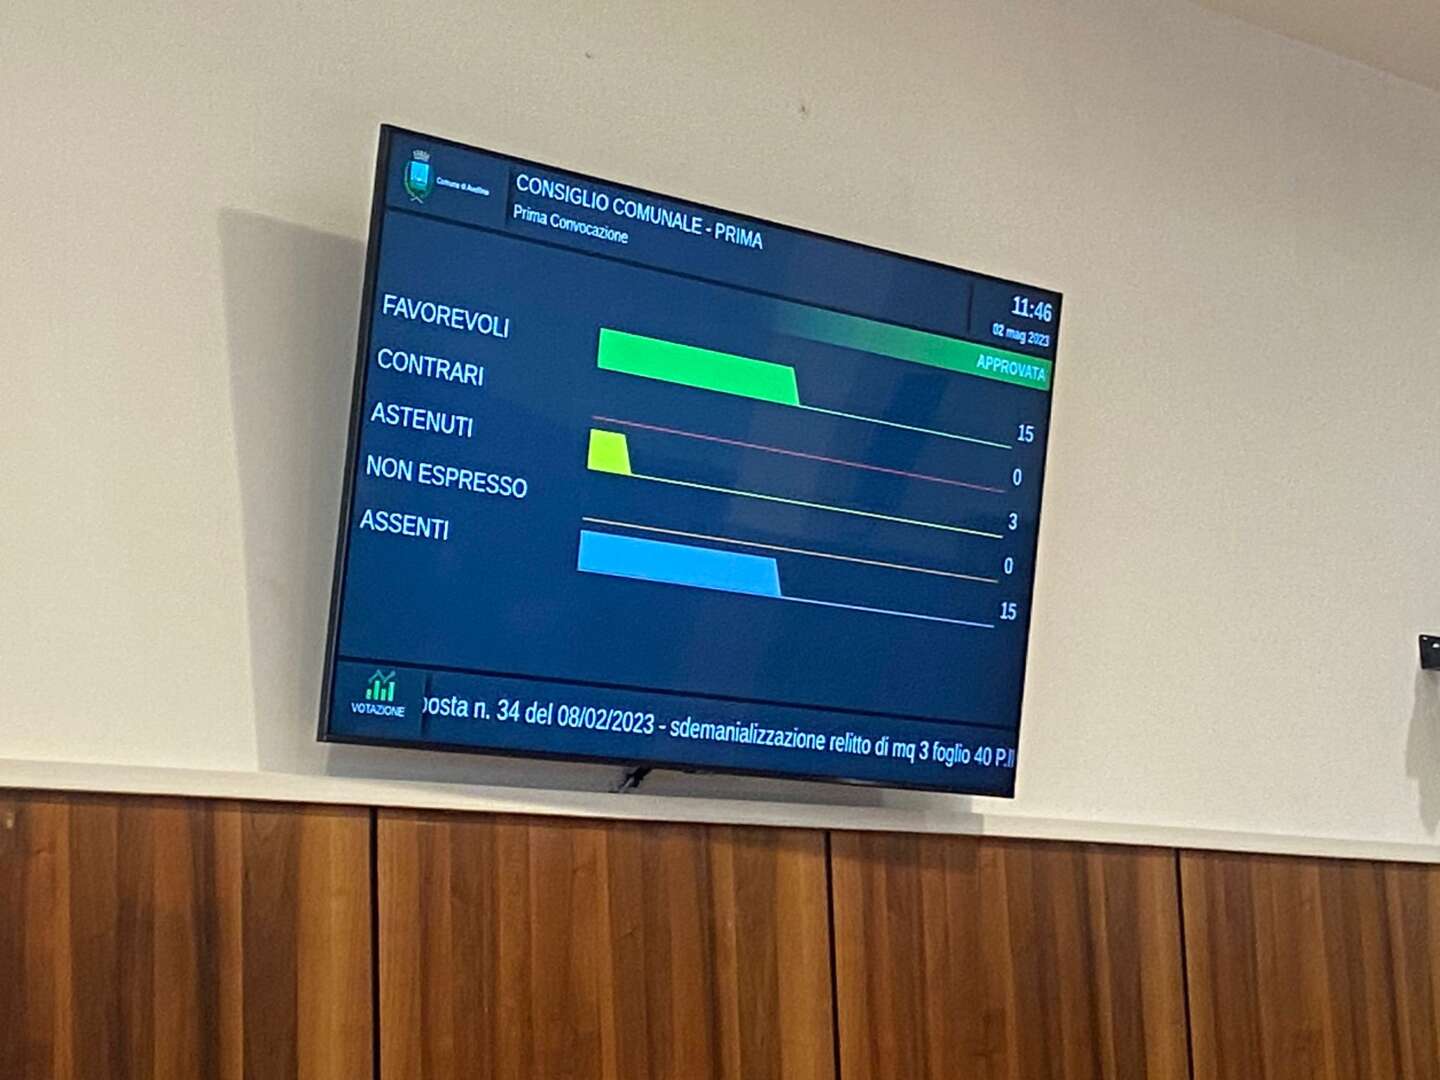 Comune di Avellino
CONSIGLIO COMUNALE - PRIMA
Prima Convocazione
11:46
02 mag 2023
APPROVATA
FAVOREVOLI 15
CONTRARI 0
ASTENUTI 3
NON ESPRESSO 0
ASSENTI 15
VOTAZIONE
posta n. 34 del 08/02/2023 - sdemanializzazione relitto di mq 3 foglio 40 P.ll